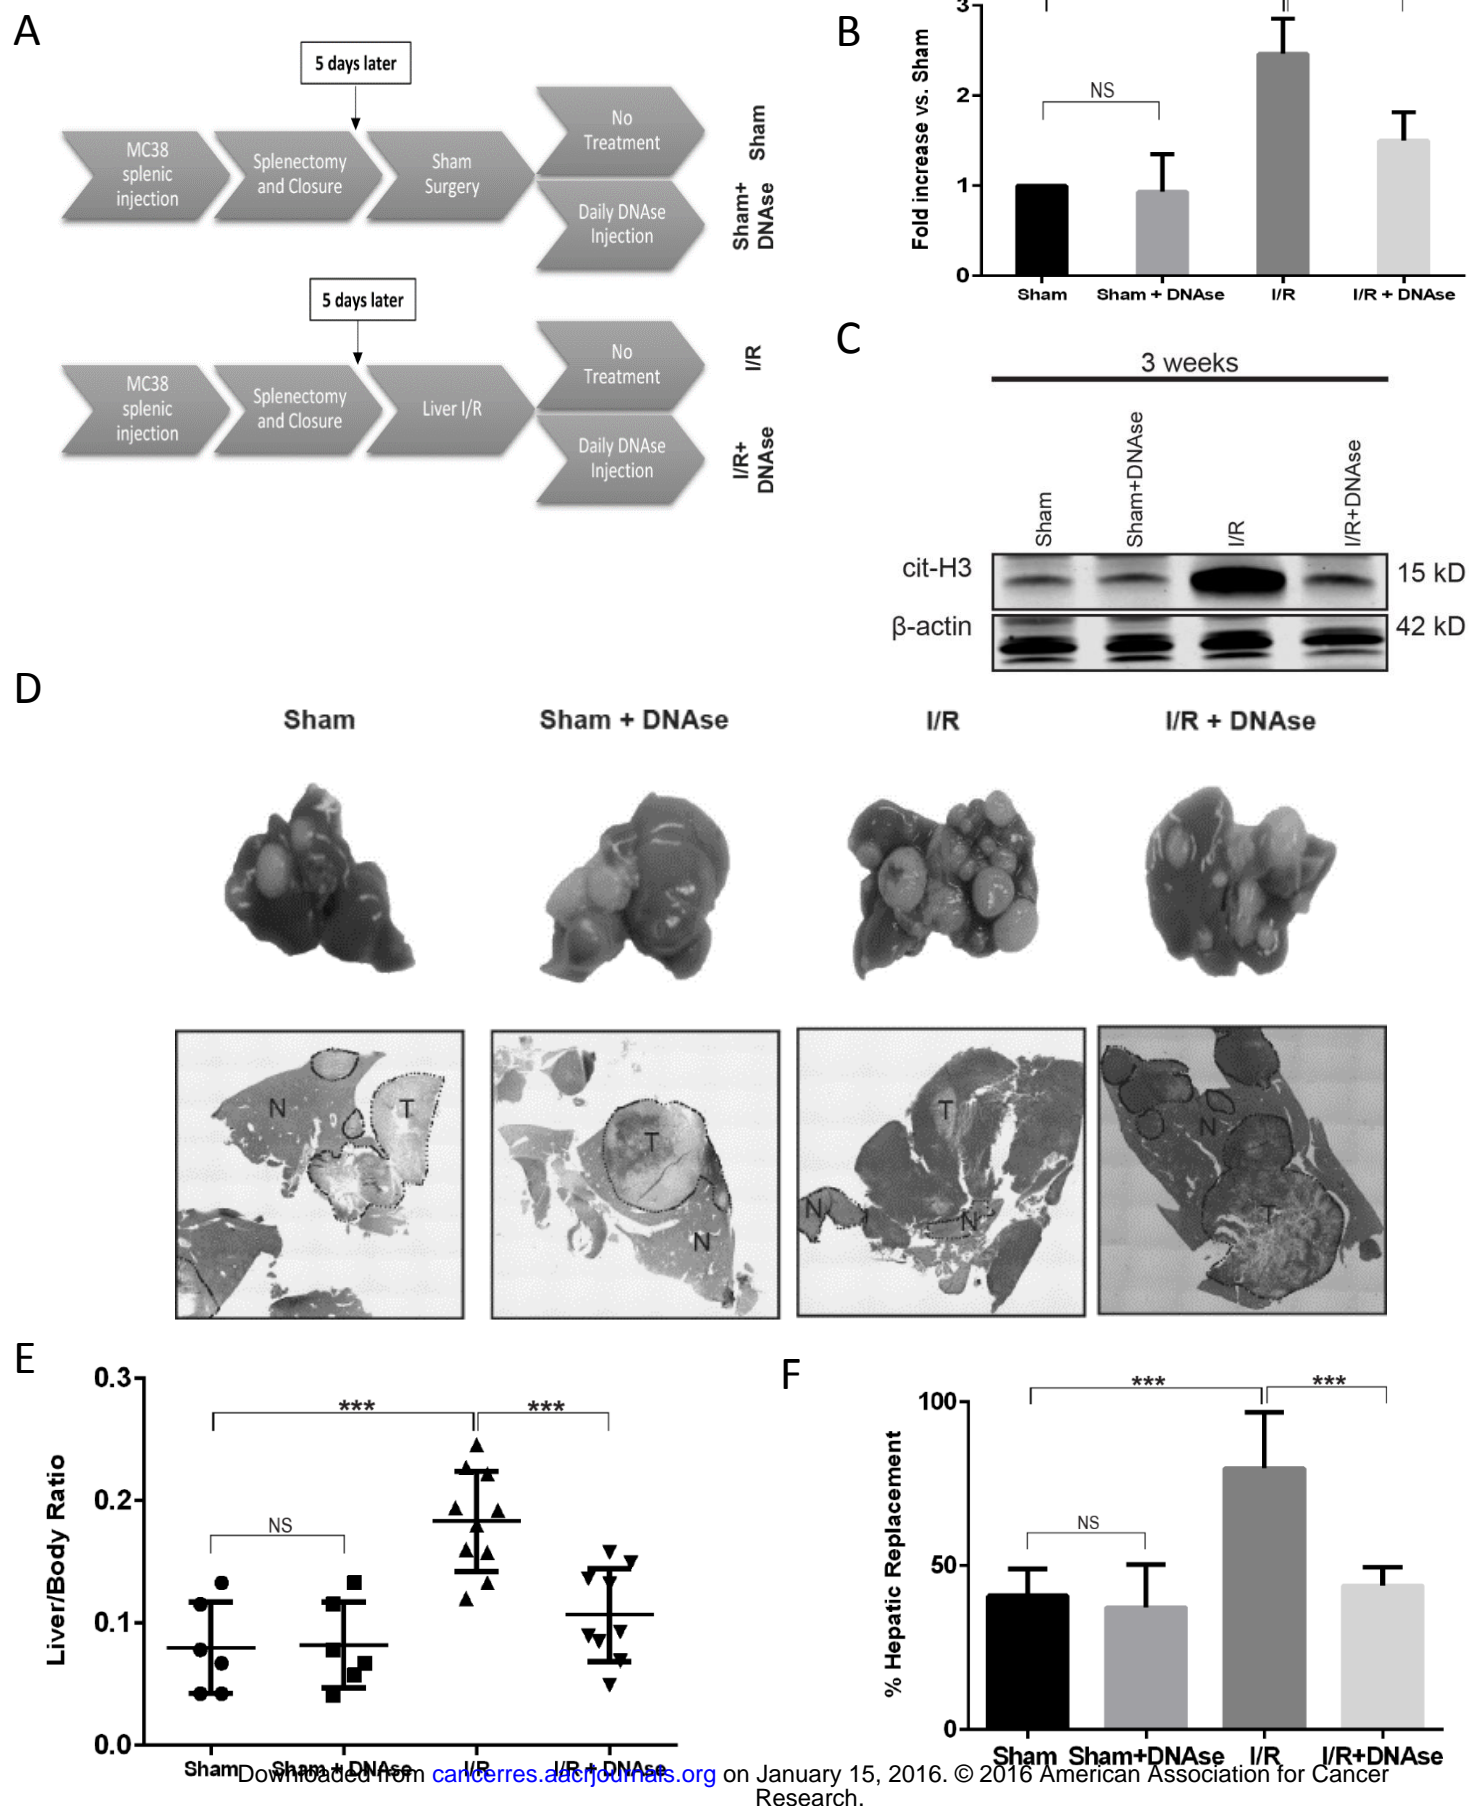 A
5 days later
MC38
splenic
injection
Splenectomy
and Closure
Sham
Surgery
No
Treatment
Daily DNAse
Injection
Sham
Sham+
DNAse
5 days later
MC38
splenic
injection
Splenectomy
and Closure
Liver I/R
No
Treatment
Daily DNAse
Injection
I/R
I/R+
DNAse
B
Fold increase vs. Sham
3
2
1
0
NS
Sham
Sham + DNAse
I/R
I/R + DNAse
C
3 weeks
Sham
Sham+DNAse
I/R
I/R+DNAse
cit-H3
15 kD
β-actin
42 kD
D
Sham
Sham + DNAse
I/R
I/R + DNAse
N
T
T
N
T
N
N
N
T
E
Liver/Body Ratio
0.3
0.2
0.1
0.0
NS
***
***
Sham
Sham + DNAse
I/R
I/R + DNAse
F
% Hepatic Replacement
100
50
0
NS
***
***
Sham
Sham+DNAse
I/R
I/R+DNAse
Downloaded from cancerres.aacrjournals.org on January 15, 2016. © 2016 American Association for Cancer
Research.